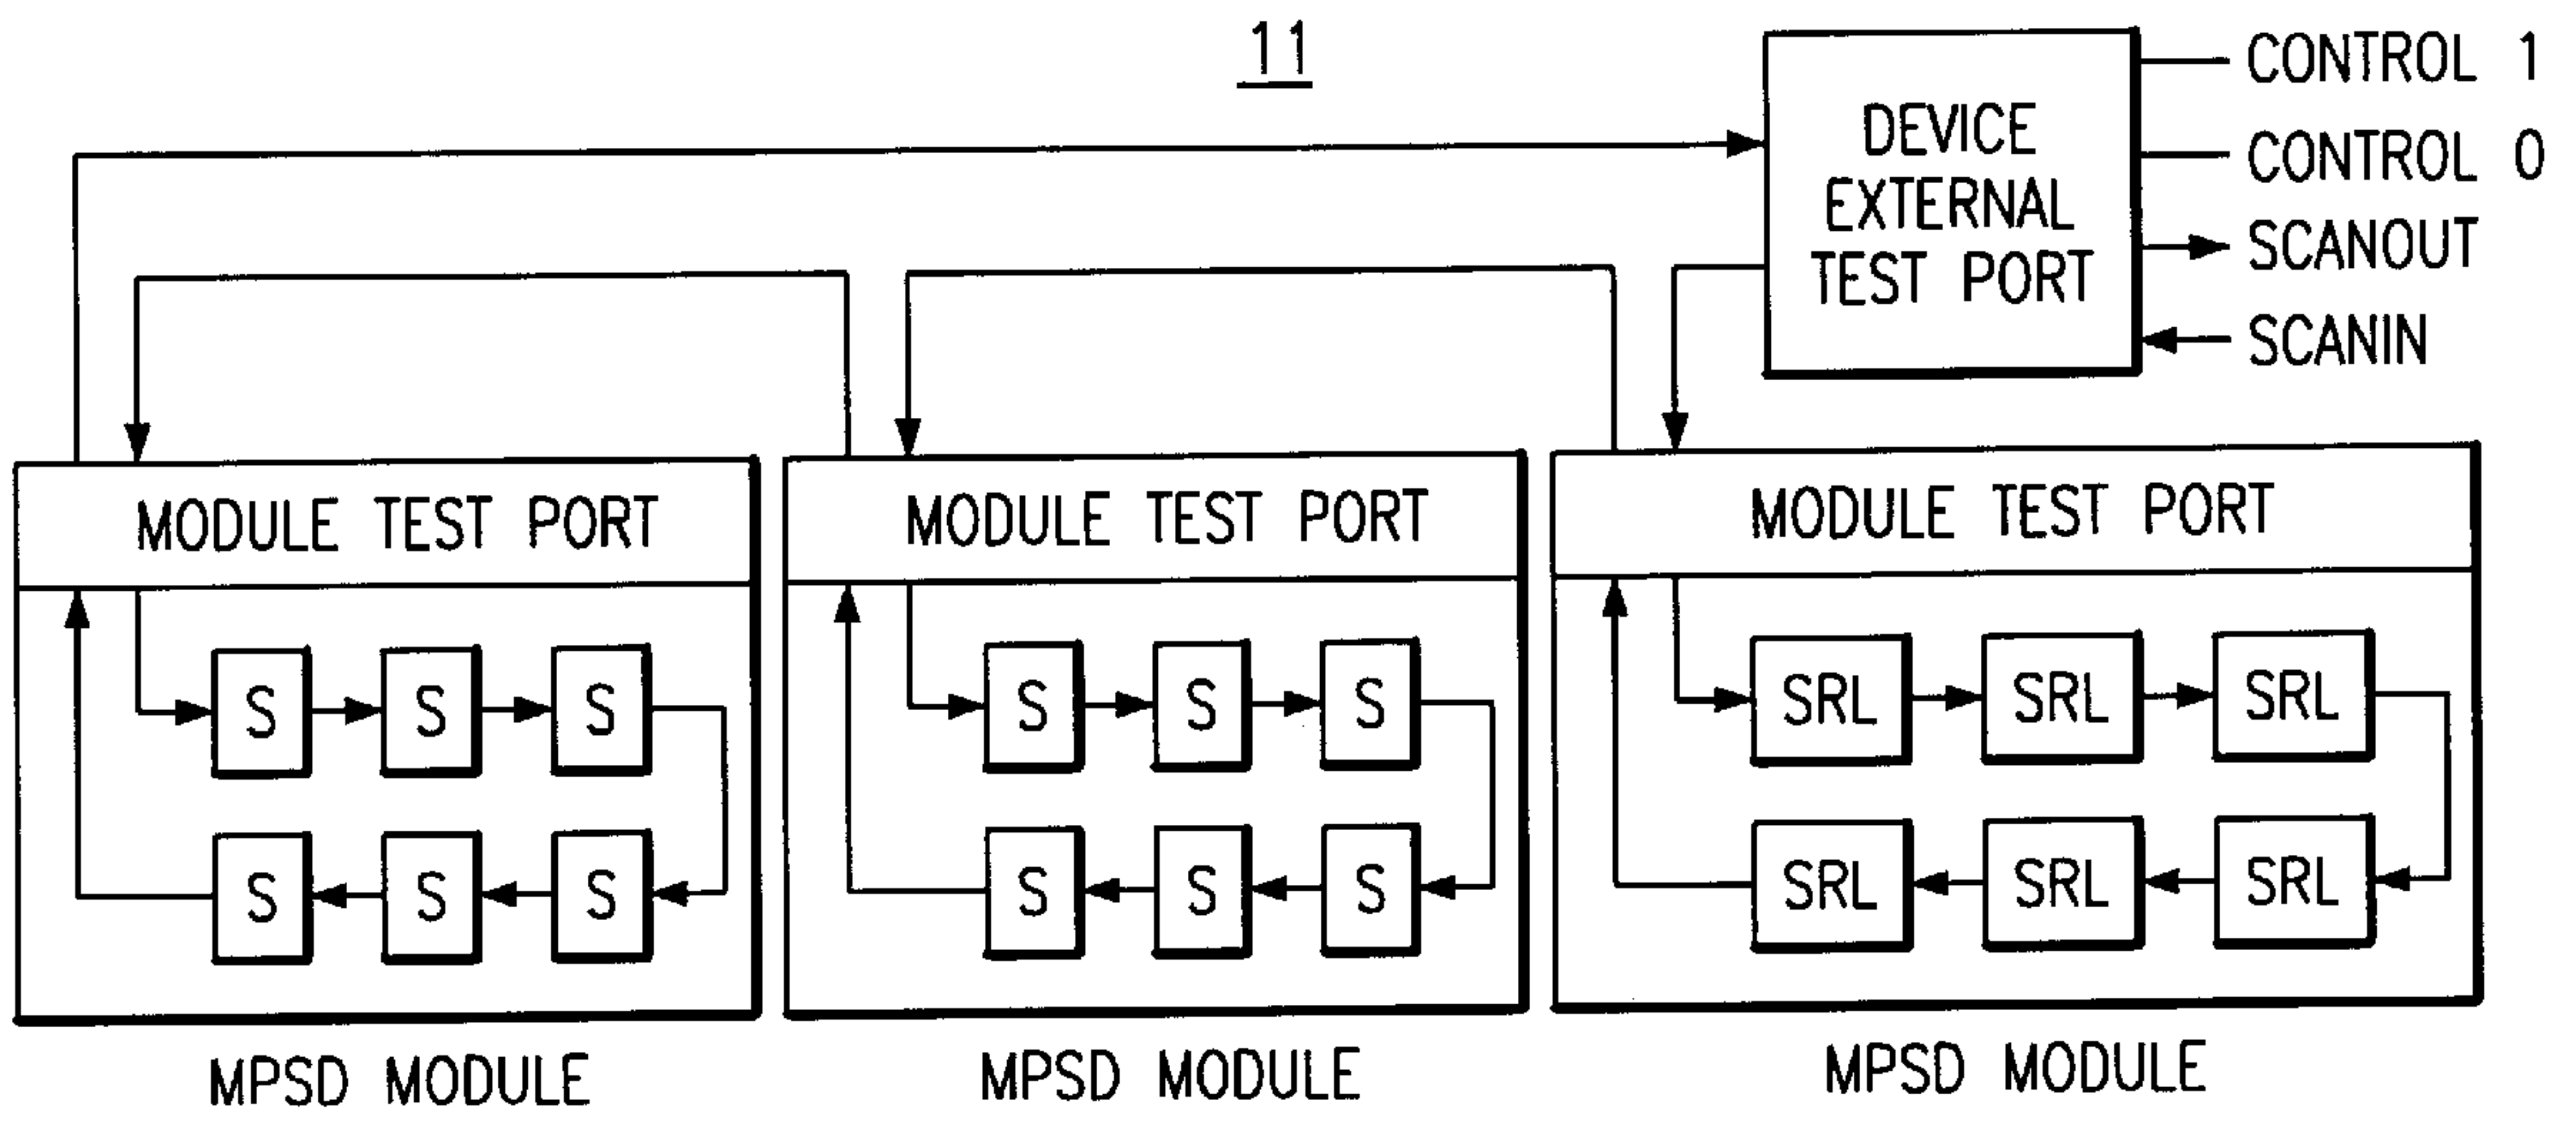 11
CONTROL 1
CONTROL 0
SCANOUT
SCANIN
DEVICE
EXTERNAL
TEST PORT
MODULE TEST PORT
S S S
S S S
MPSD MODULE
MODULE TEST PORT
S S S
S S S
MPSD MODULE
MODULE TEST PORT
SRL SRL SRL
SRL SRL SRL
MPSD MODULE